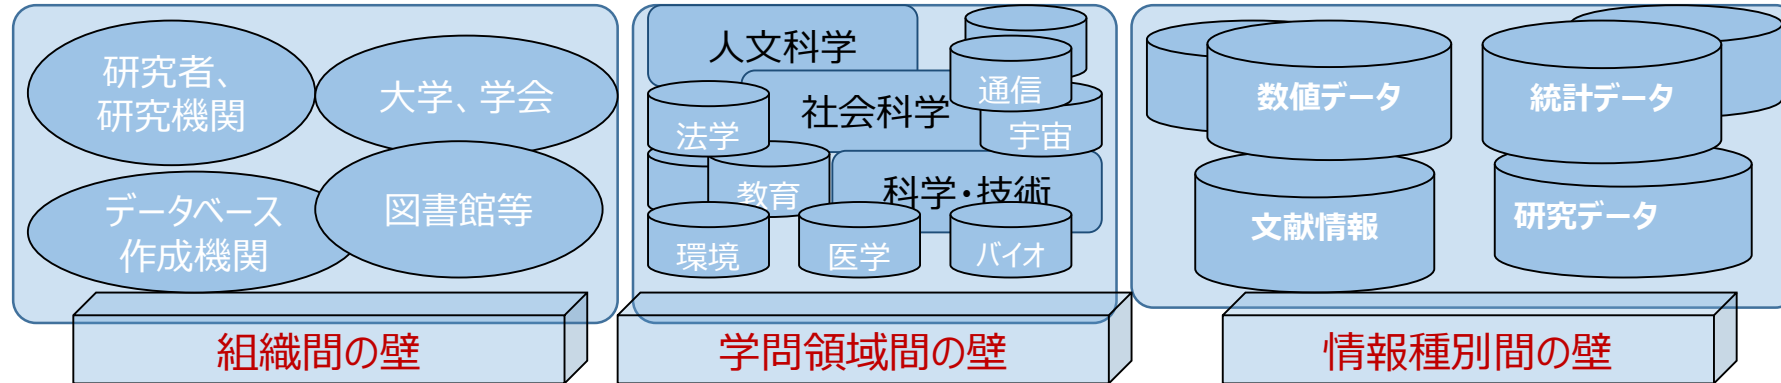 研究者、
研究機関
大学、学会
データベース
作成機関
図書館等
組織間の壁
人文科学
通信
社会科学
法学
宇宙
教育
科学・技術
環境
医学
バイオ
学問領域間の壁
数値データ
統計データ
文献情報
研究データ
情報種別間の壁